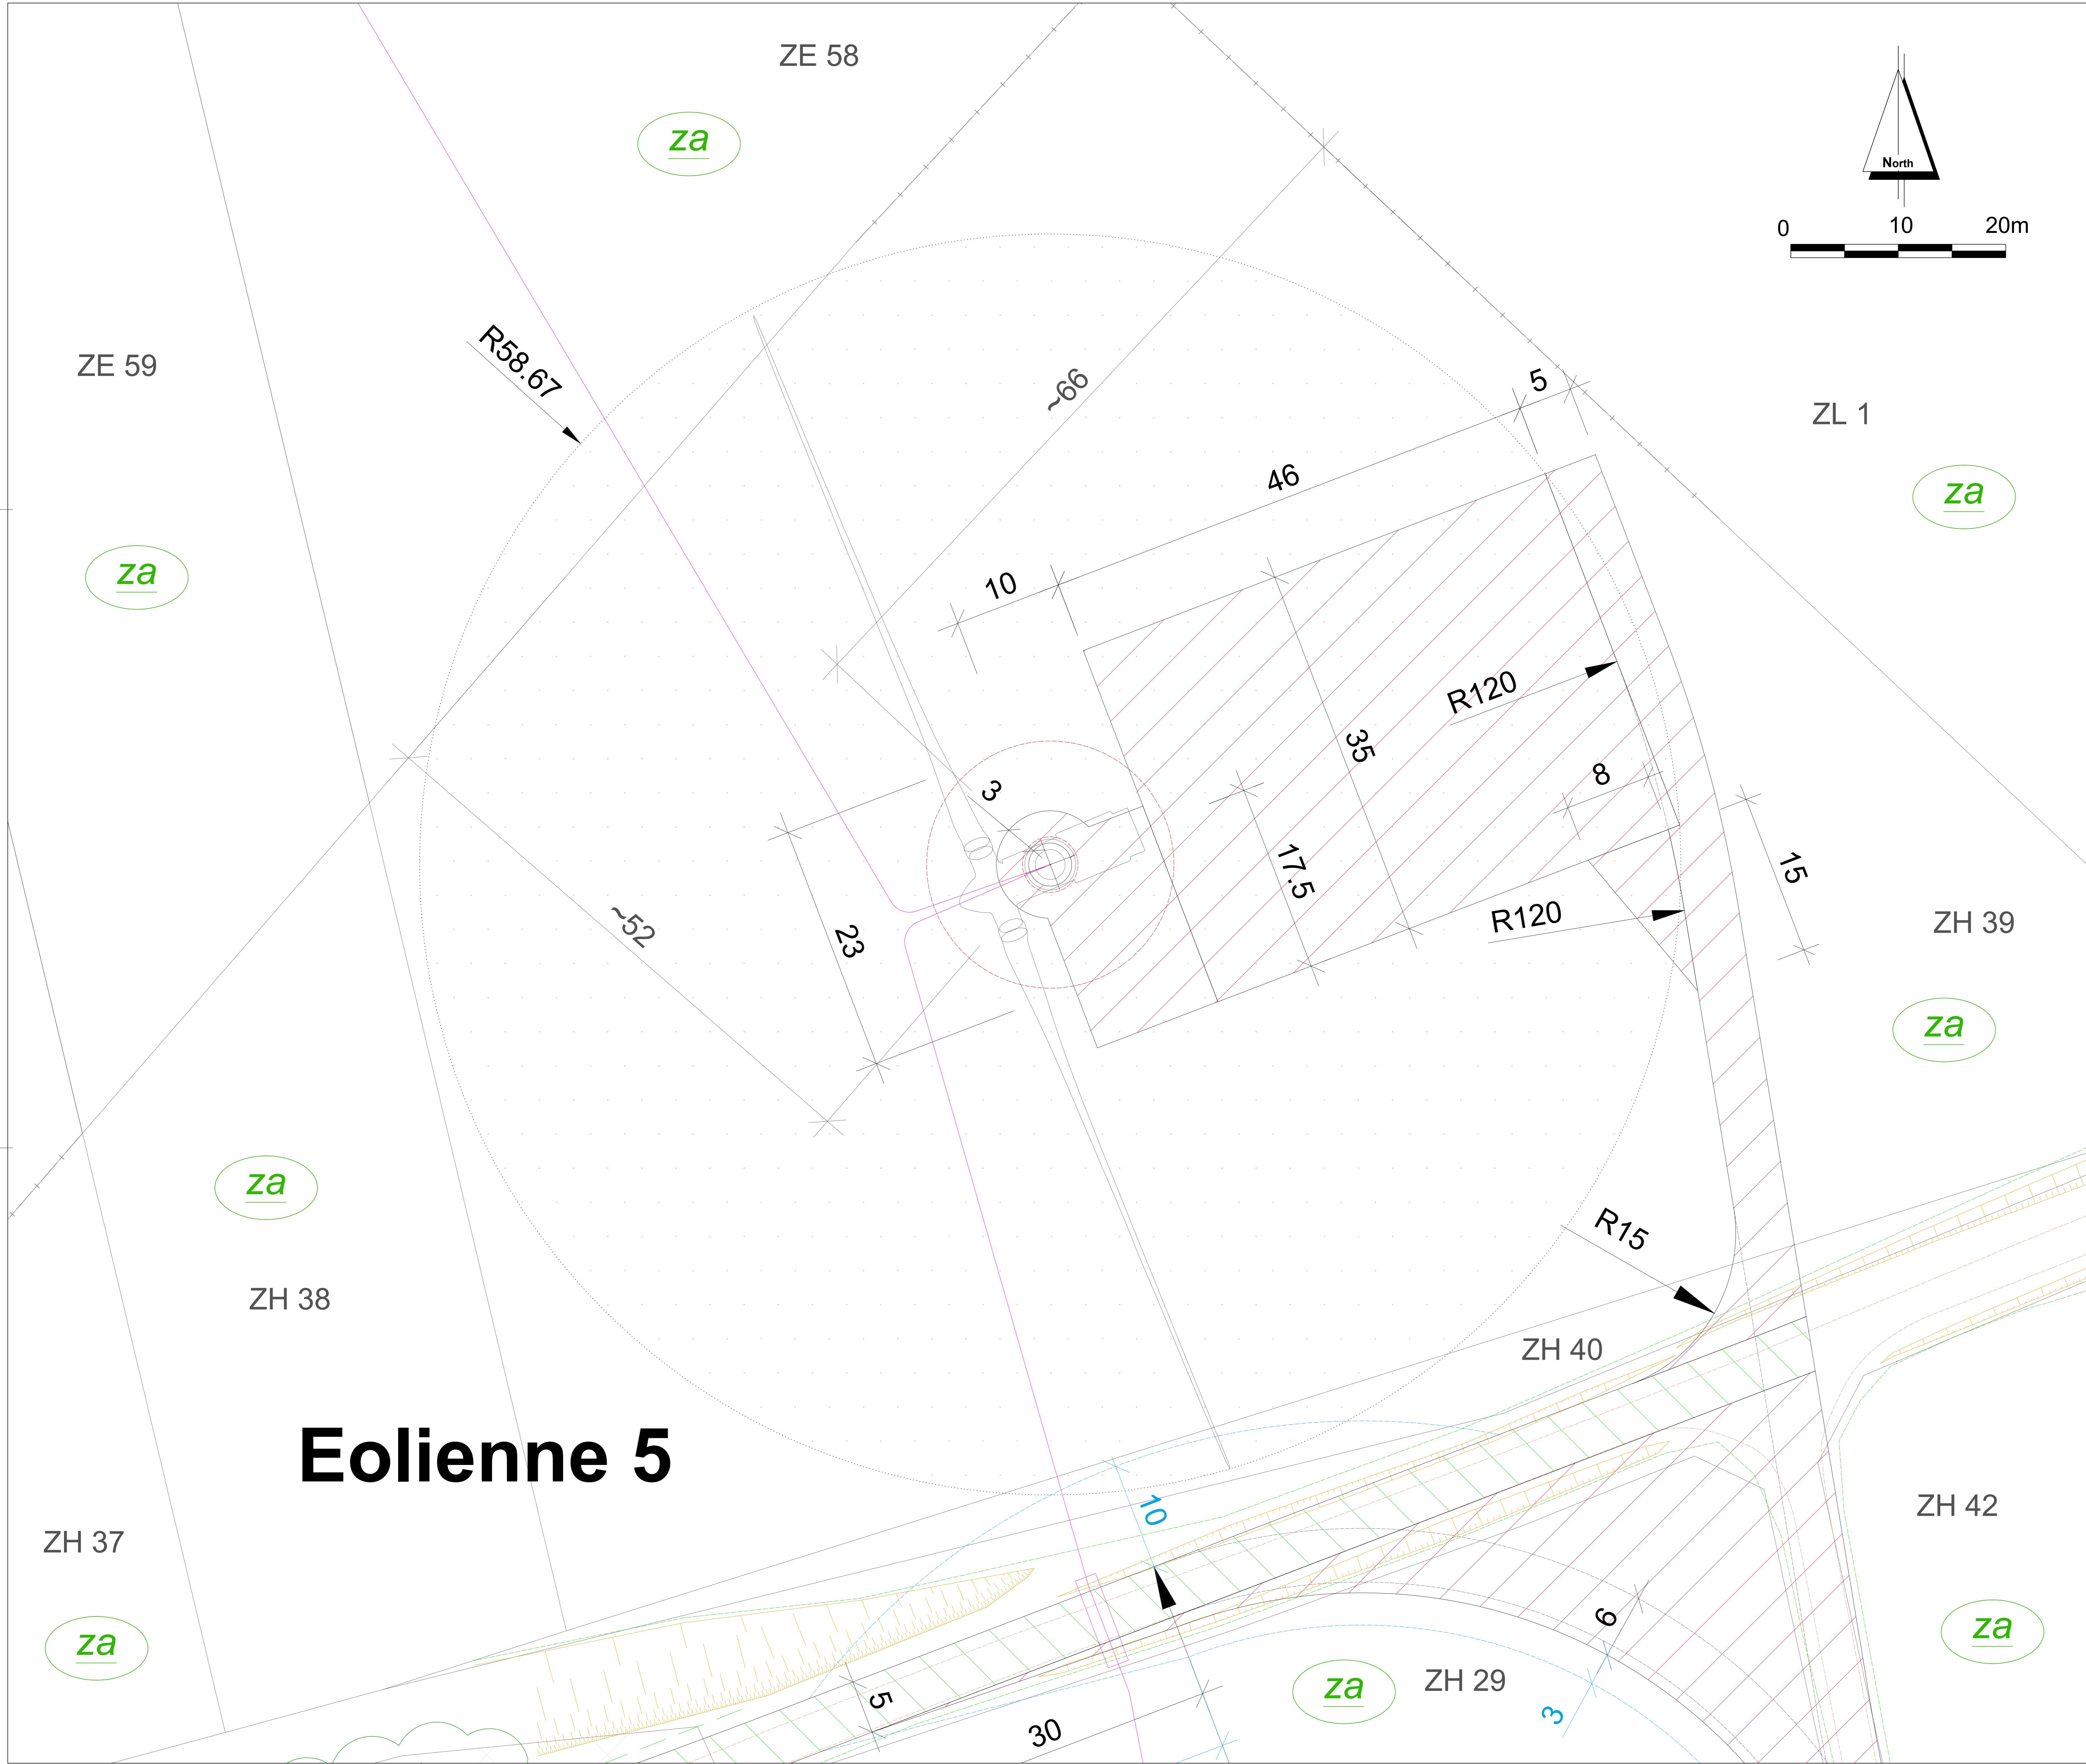 ZE 58
za
North
0 10 20m
ZE 59
R58.67
~66
5
ZL 1
46
za
za
10
R120
35
8
3
17.5
15
~52
23
R120
ZH 39
za
za
R15
ZH 38
ZH 40
Eolienne 5
10
ZH 42
ZH 37
6
za
za
za
ZH 29
5
30
3